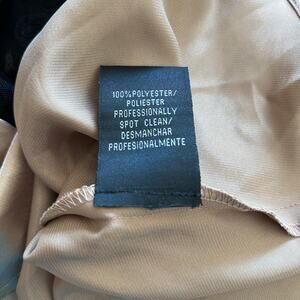 100%POLYESTER/
POLIESTER
PROFESSIONALLY
SPOT CLEAN/
DESMANCHAR
PROFESIONALMENTE